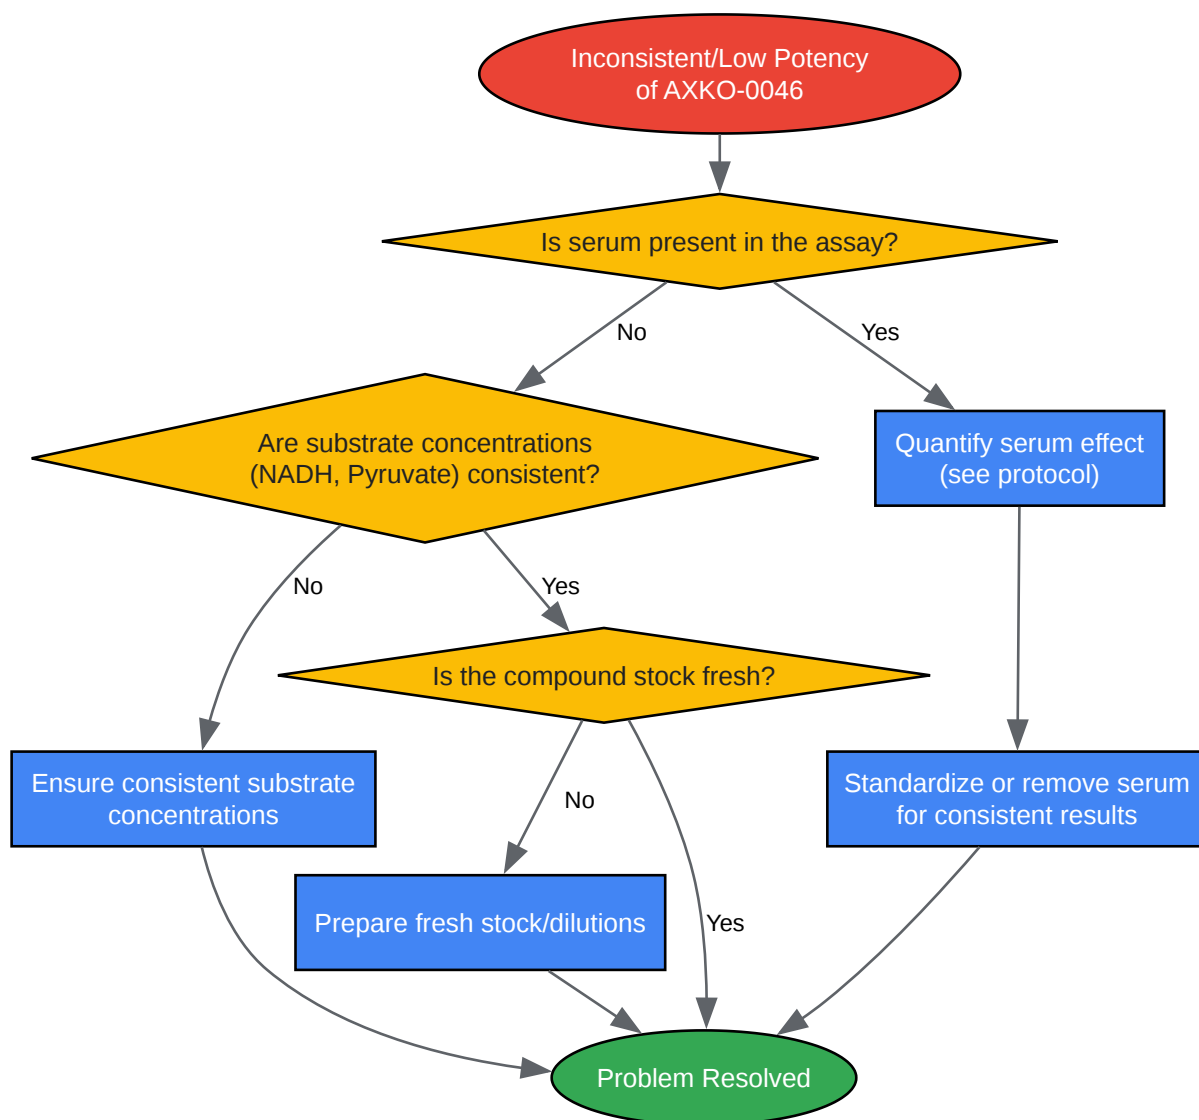 Inconsistent/Low Potency
of AXKO-0046
Is serum present in the assay?
No
Yes
Are substrate concentrations
(NADH, Pyruvate) consistent?
Quantify serum effect
(see protocol)
No
Yes
Is the compound stock fresh?
Ensure consistent substrate
concentrations
No
Standardize or remove serum
for consistent results
Prepare fresh stock/dilutions
Yes
Problem Resolved